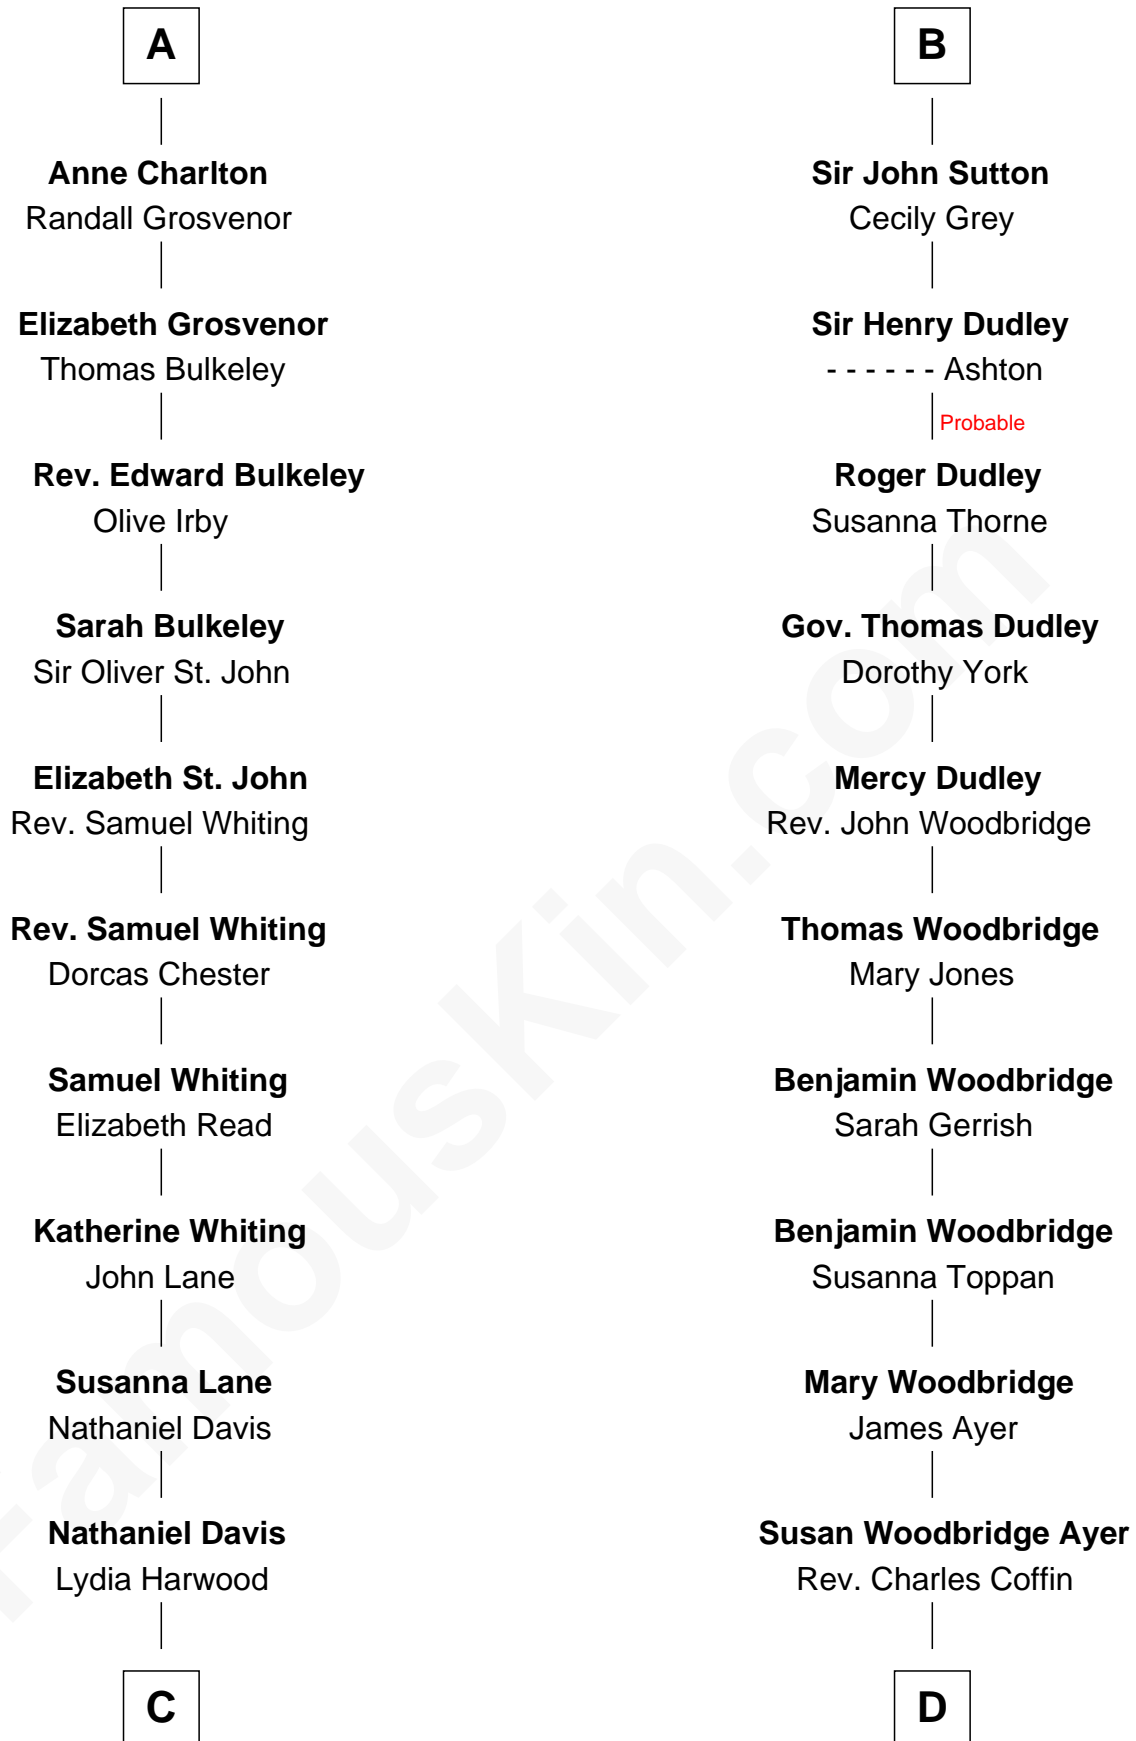 A
Anne Charlton
Randall Grosvenor
Elizabeth Grosvenor
Thomas Bulkeley
Rev. Edward Bulkeley
Olive Irby
Sarah Bulkeley
Sir Oliver St. John
Elizabeth St. John
Rev. Samuel Whiting
Rev. Samuel Whiting
Dorcas Chester
Samuel Whiting
Elizabeth Read
Katherine Whiting
John Lane
Susanna Lane
Nathaniel Davis
Nathaniel Davis
Lydia Harwood
C
B
Sir John Sutton
Cecily Grey
Sir Henry Dudley
- - - - - - Ashton
Probable
Roger Dudley
Susanna Thorne
Gov. Thomas Dudley
Dorothy York
Mercy Dudley
Rev. John Woodbridge
Thomas Woodbridge
Mary Jones
Benjamin Woodbridge
Sarah Gerrish
Benjamin Woodbridge
Susanna Toppan
Mary Woodbridge
James Ayer
Susan Woodbridge Ayer
Rev. Charles Coffin
D
FamousKin.com